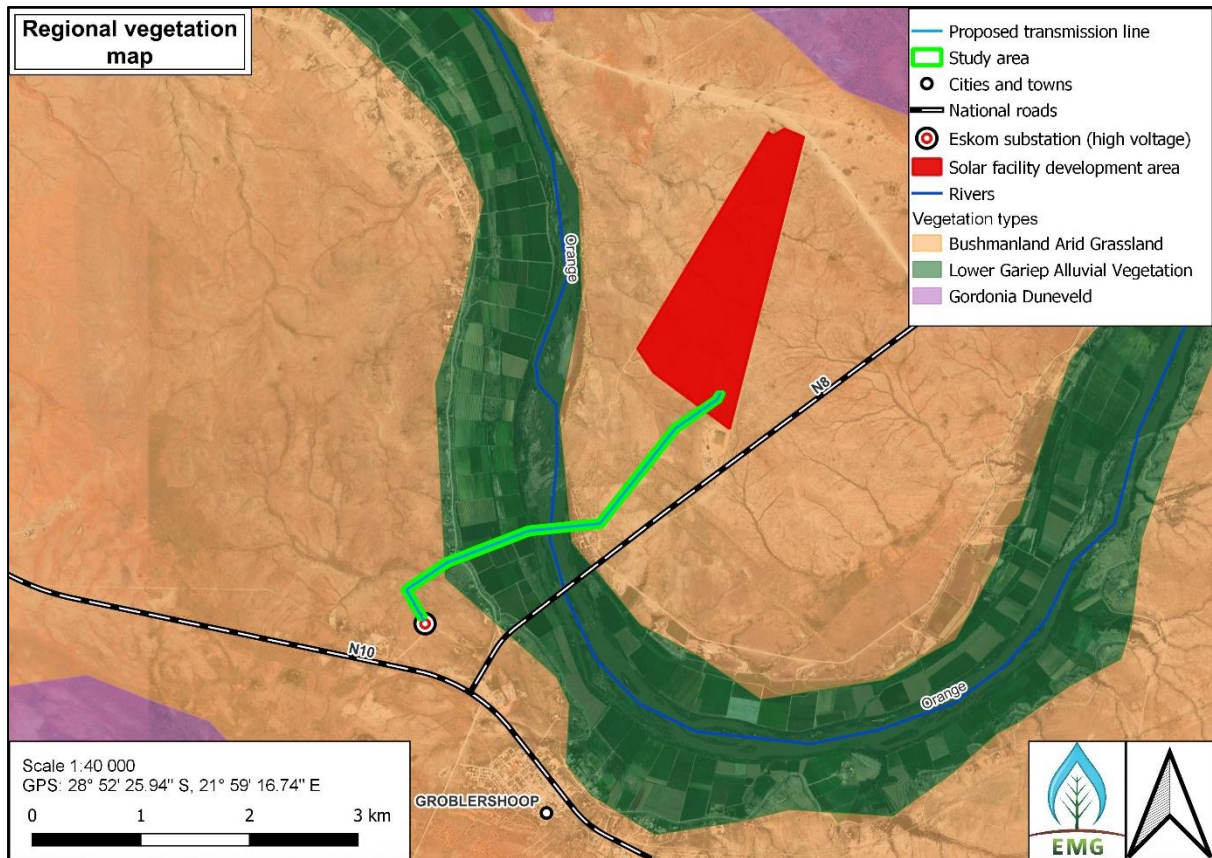 Regional vegetation
map
Proposed transmission line
Study area
Cities and towns
National roads
Eskom substation (high voltage)
Solar facility development area
Rivers
Vegetation types
Bushmanland Arid Grassland
Lower Gariep Alluvial Vegetation
Gordonia Duneveld
Orange
N8
N10
Orange
GROBLERSHOOP
Scale 1:40 000
GPS: 28° 52' 25.94" S, 21° 59' 16.74" E
0 1 2 3 km
EMG